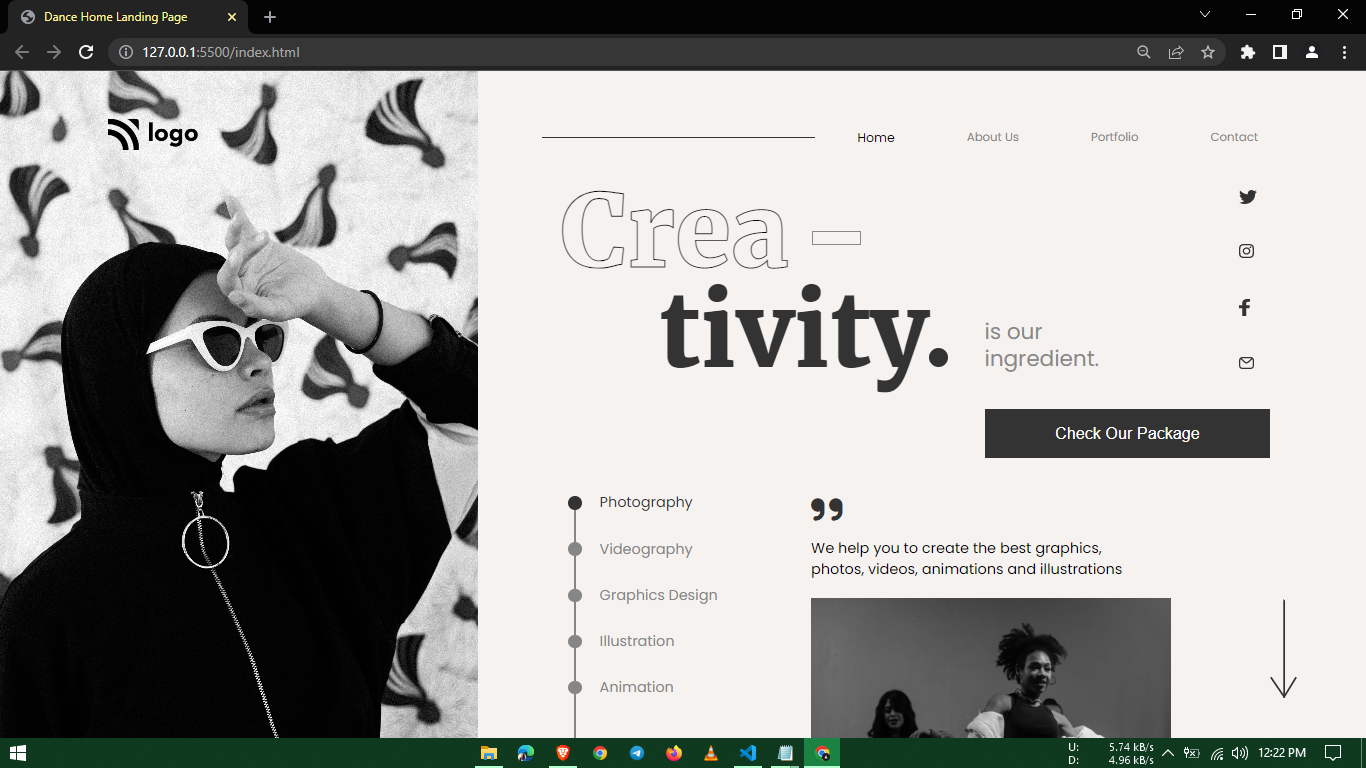 Dance Home Landing Page
127.0.0.1:5500/index.html
logo
Home About Us Portfolio Contact
Crea –
tivity.
is our
ingredient.
Check Our Package
Photography
Videography
Graphics Design
Illustration
Animation
”
We help you to create the best graphics,
photos, videos, animations and illustrations
U: 5.74 kB/s
D: 4.96 kB/s
12:22 PM